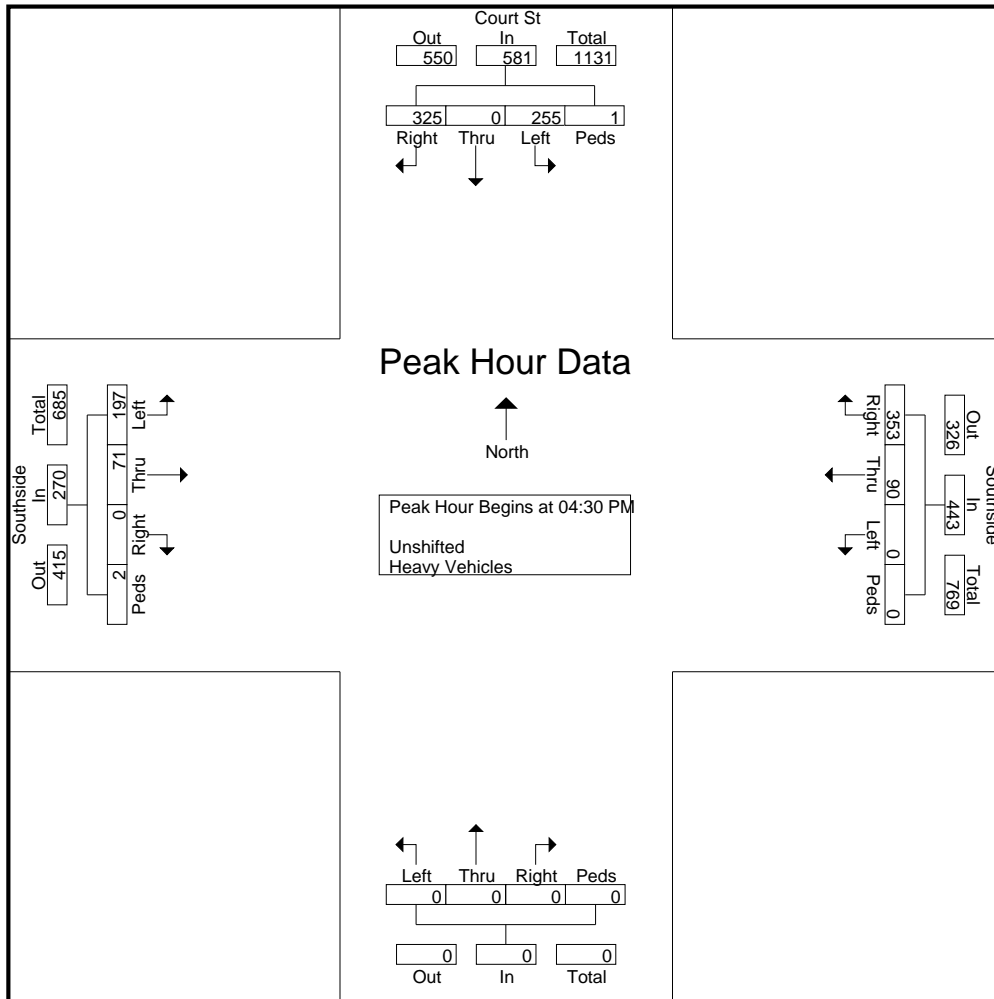 Court St
Out In Total
550 581 1131
325 0 255 1
Right Thru Left Peds
Peak Hour Data
North
Peak Hour Begins at 04:30 PM
Unshifted
Heavy Vehicles
Southside
Out In Total
415 270 685
Left Thru Right Peds
197 71 0 2
Southside
Out In Total
326 443 769
Right Thru Left Peds
353 90 0 0
Left Thru Right Peds
0 0 0 0
0 0 0
Out In Total